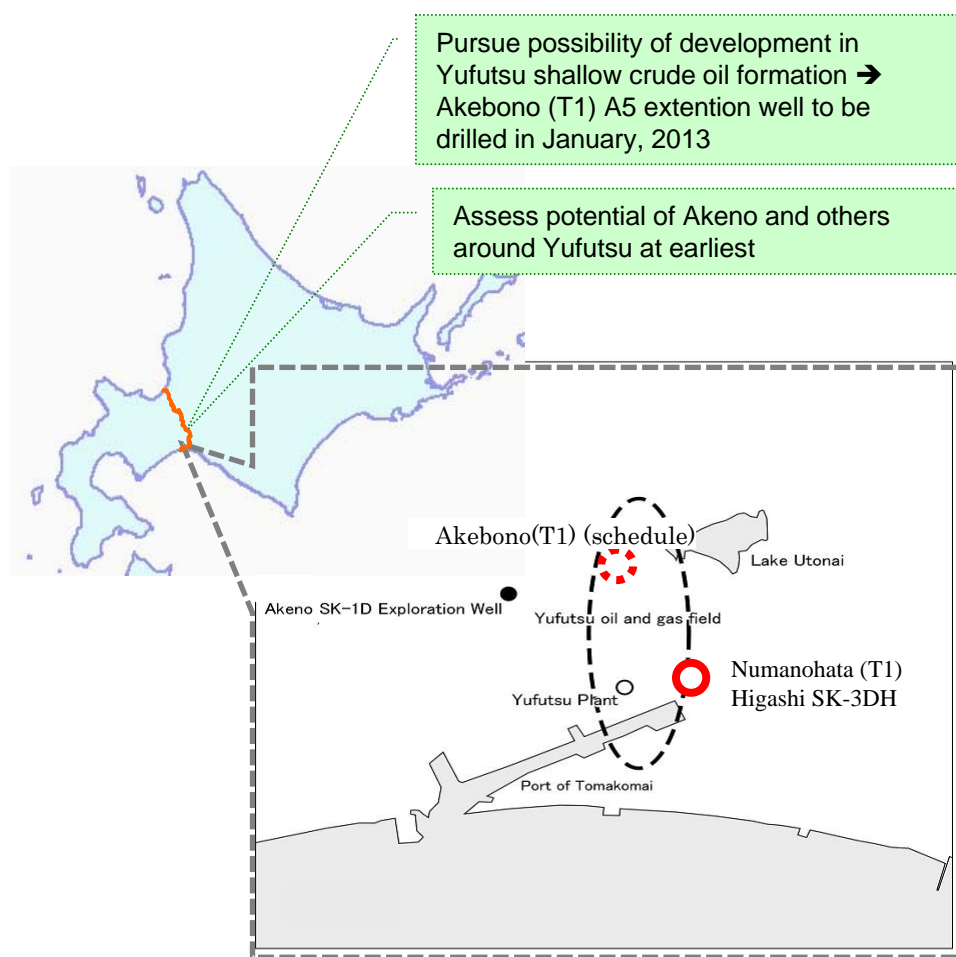 Pursue possibility of development in
Yufutsu shallow crude oil formation ➔
Akebono (T1) A5 extention well to be
drilled in January, 2013
Assess potential of Akeno and others
around Yufutsu at earliest
Akebono(T1) (schedule)
Lake Utonai
Akeno SK-1D Exploration Well
Yufutsu oil and gas field
Numanohata (T1)
Higashi SK-3DH
Yufutsu Plant
Port of Tomakomai